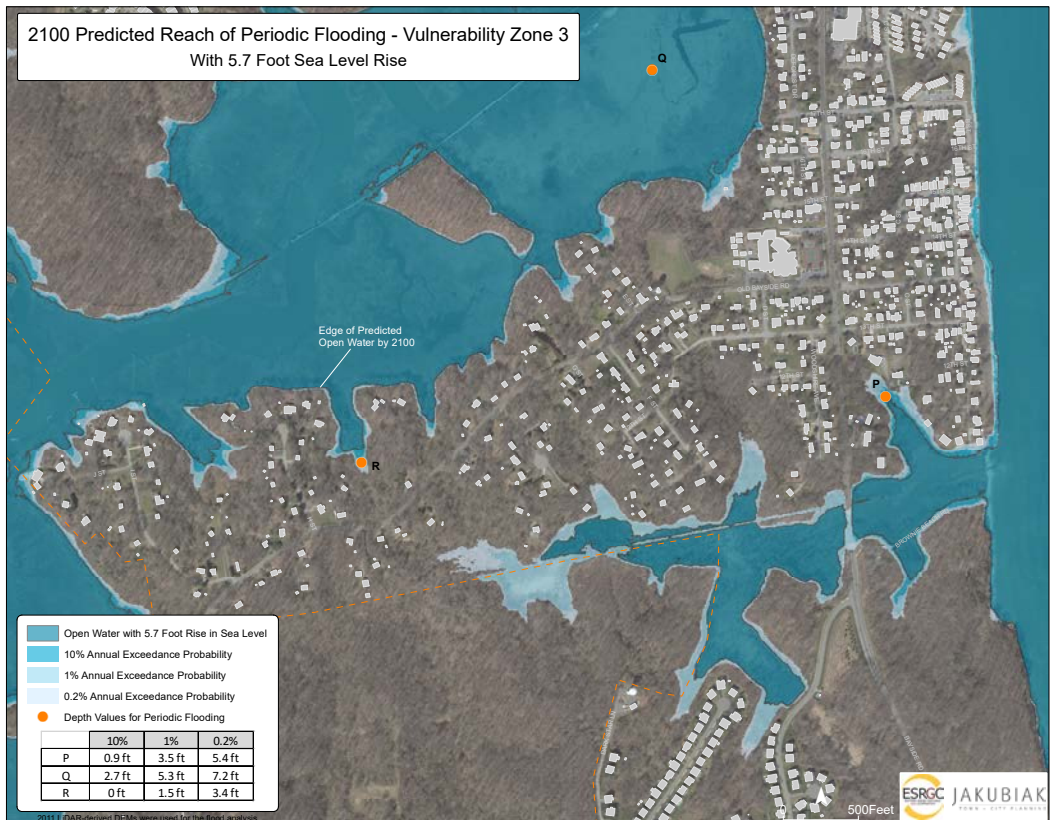 2100 Predicted Reach of Periodic Flooding - Vulnerability Zone 3
With 5.7 Foot Sea Level Rise
Q
OLD BAYSIDE RD
Edge of Predicted
Open Water by 2100
P
R
Open Water with 5.7 Foot Rise in Sea Level
10% Annual Exceedance Probability
1% Annual Exceedance Probability
0.2% Annual Exceedance Probability
Depth Values for Periodic Flooding
10% 1% 0.2%
P 0.9 ft 3.5 ft 5.4 ft
Q 2.7 ft 5.3 ft 7.2 ft
R 0 ft 1.5 ft 3.4 ft
2011 LiDAR-derived DEMs were used for the flood analysis
500Feet
ESRGC
JAKUBIAK
TOWN + CITY PLANNING